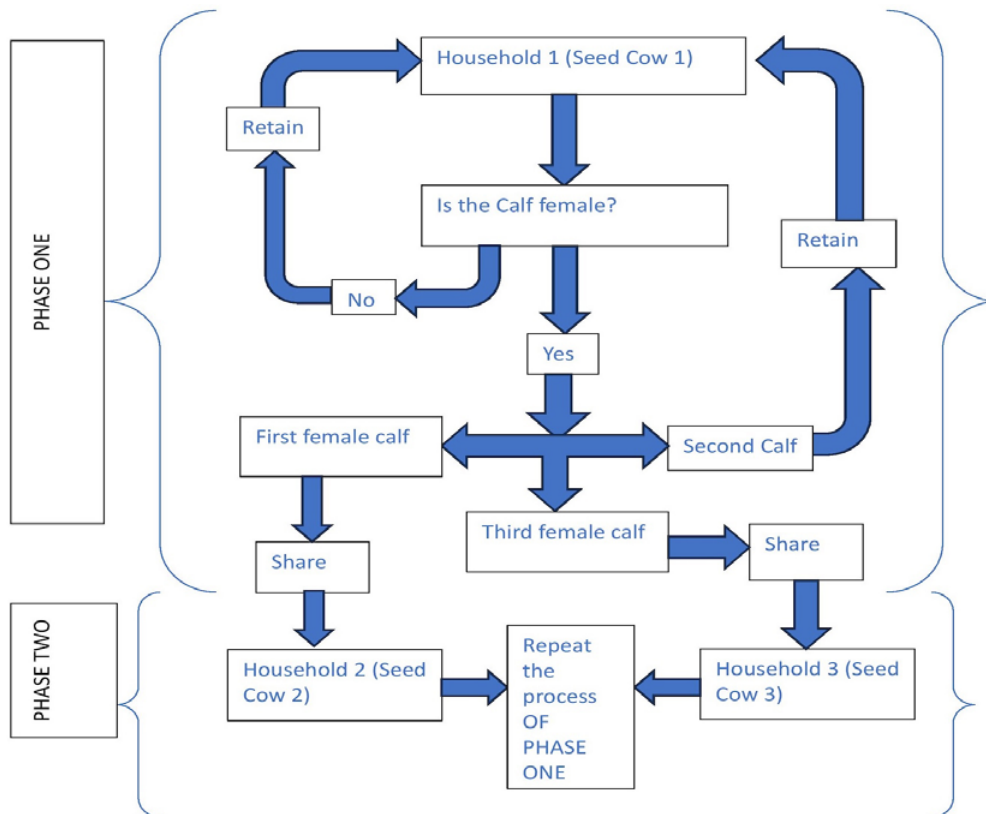 PHASE ONE
Household 1 (Seed Cow 1)
Retain
Is the Calf female?
Retain
No
Yes
First female calf
Second Calf
Third female calf
Share
Share
PHASE TWO
Household 2 (Seed
Cow 2)
Repeat
the
process
OF
PHASE
ONE
Household 3 (Seed
Cow 3)